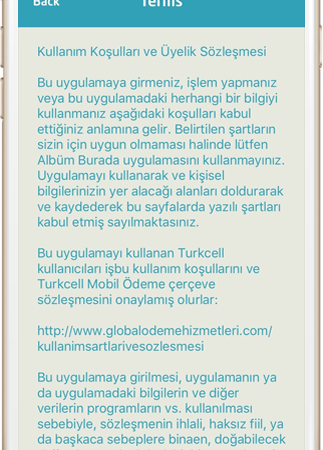 Back
Terms
Kullanım Koşulları ve Üyelik Sözleşmesi
Bu uygulamaya girmeniz, işlem yapmanız
veya bu uygulamadaki herhangi bir bilgiyi
kullanmanız aşağıdaki koşulları kabul
ettiğiniz anlamına gelir. Belirtilen şartların
sizin için uygun olmaması halinde lütfen
Albüm Burada uygulamasını kullanmayınız.
Uygulamayı kullanarak ve kişisel
bilgilerinizin yer alacağı alanları doldurarak
ve kaydederek bu sayfalarda yazılı şartları
kabul etmiş sayılmaktasınız.
Bu uygulamayı kullanan Turkcell
kullanıcıları işbu kullanım koşullarını ve
Turkcell Mobil Ödeme çerçeve
sözleşmesini onaylamış olurlar:
http://www.globalodemehizmetleri.com/
kullanimsartlarivesozlesmesi
Bu uygulamaya girilmesi, uygulamanın ya
da uygulamadaki bilgilerin ve diğer
verilerin programların vs. kullanılması
sebebiyle, sözleşmenin ihlali, haksız fiil, ya
da başkaca sebeplere binaen, doğabilecek